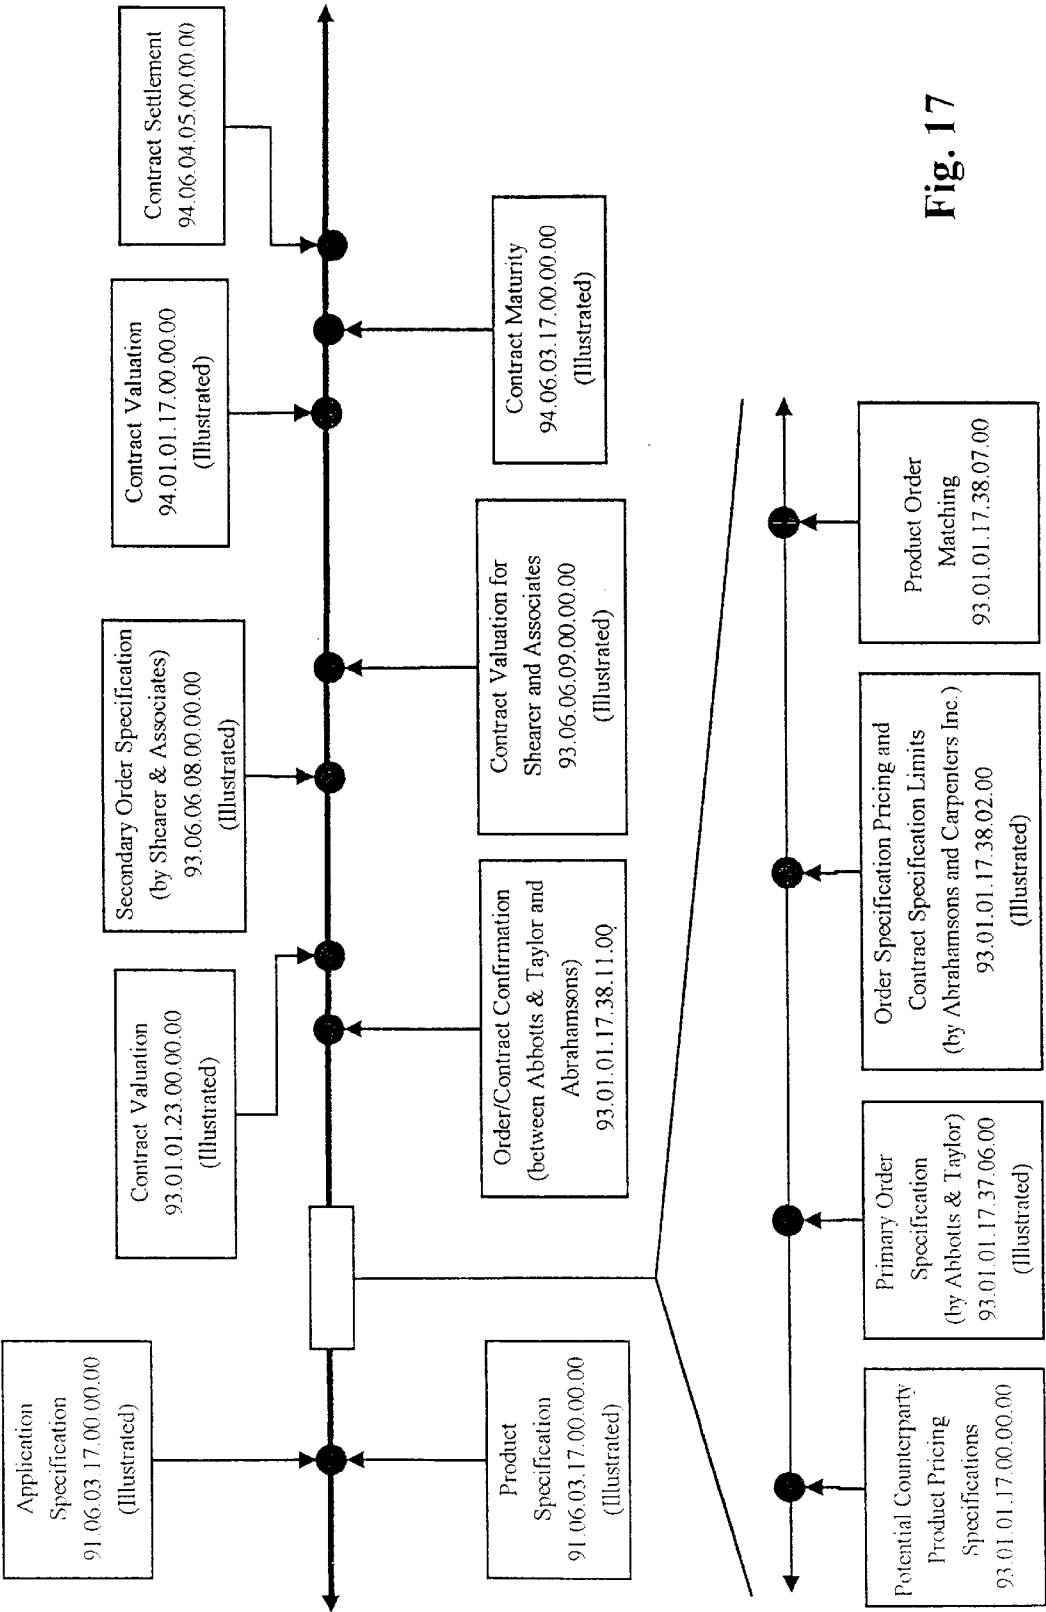 Application
Specification
91.06.03.17.00.00.00
(Illustrated)
Contract Valuation
93.01.01.23.00.00.00
(Illustrated)
Secondary Order Specification
(by Shearer & Associates)
93.06.06.08.00.00.00
(Illustrated)
Contract Valuation
94.01.01.17.00.00.00
(Illustrated)
Contract Settlement
94.06.04.05.00.00.00
Product
Specification
91.06.03.17.00.00.00
(Illustrated)
Order/Contract Confirmation
(between Abbotts & Taylor and
Abrahamsons)
93.01.01.17.38.11.00
Contract Valuation for
Shearer and Associates
93.06.06.09.00.00.00
(Illustrated)
Contract Maturity
94.06.03.17.00.00.00
(Illustrated)
Potential Counterparty
Product Pricing
Specifications
93.01.01.17.00.00.00
Primary Order
Specification
(by Abbotts & Taylor)
93.01.01.17.37.06.00
(Illustrated)
Order Specification Pricing and
Contract Specification Limits
(by Abrahamsons and Carpenters Inc.)
93.01.01.17.38.02.00
(Illustrated)
Product Order
Matching
93.01.01.17.38.07.00
Fig. 17